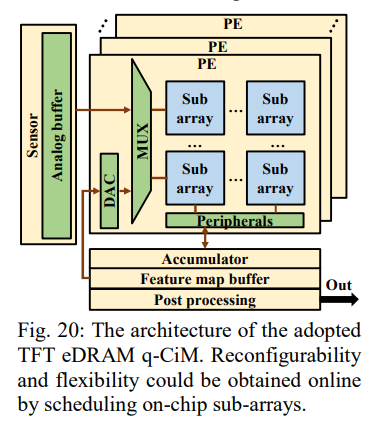 PE
PE
PE
Sensor
Analog buffer
MUX
DAC
Sub array
...
Sub array
...
...
Sub array
...
Sub array
Peripherals
Accumulator
Feature map buffer
Post processing
Out
Fig. 20: The architecture of the adopted
TFT eDRAM q-CiM. Reconfigurability
and flexibility could be obtained online
by scheduling on-chip sub-arrays.